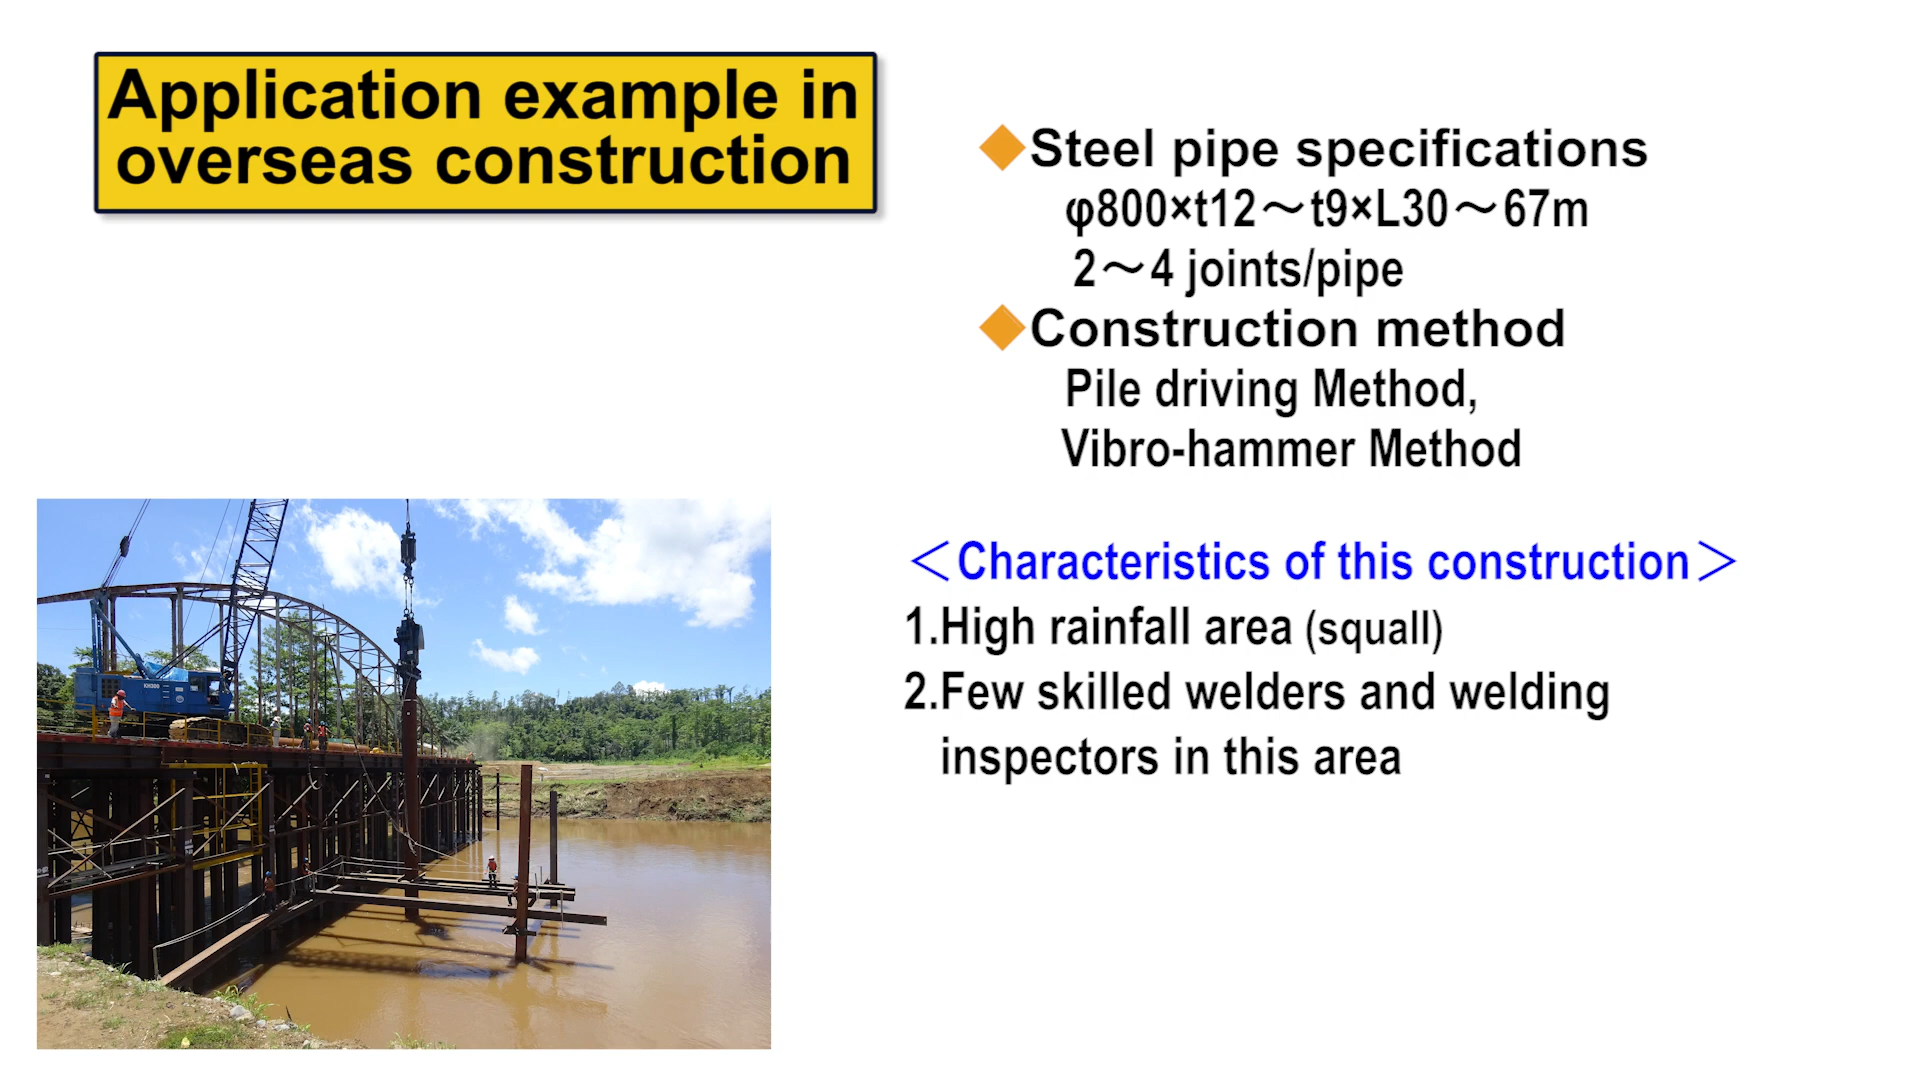 Application example in
overseas construction
◆Steel pipe specifications
φ800×t12～t9×L30～67m
2～4 joints/pipe
◆Construction method
Pile driving Method,
Vibro-hammer Method
＜Characteristics of this construction＞
1.High rainfall area (squall)
2.Few skilled welders and welding
inspectors in this area
KH300